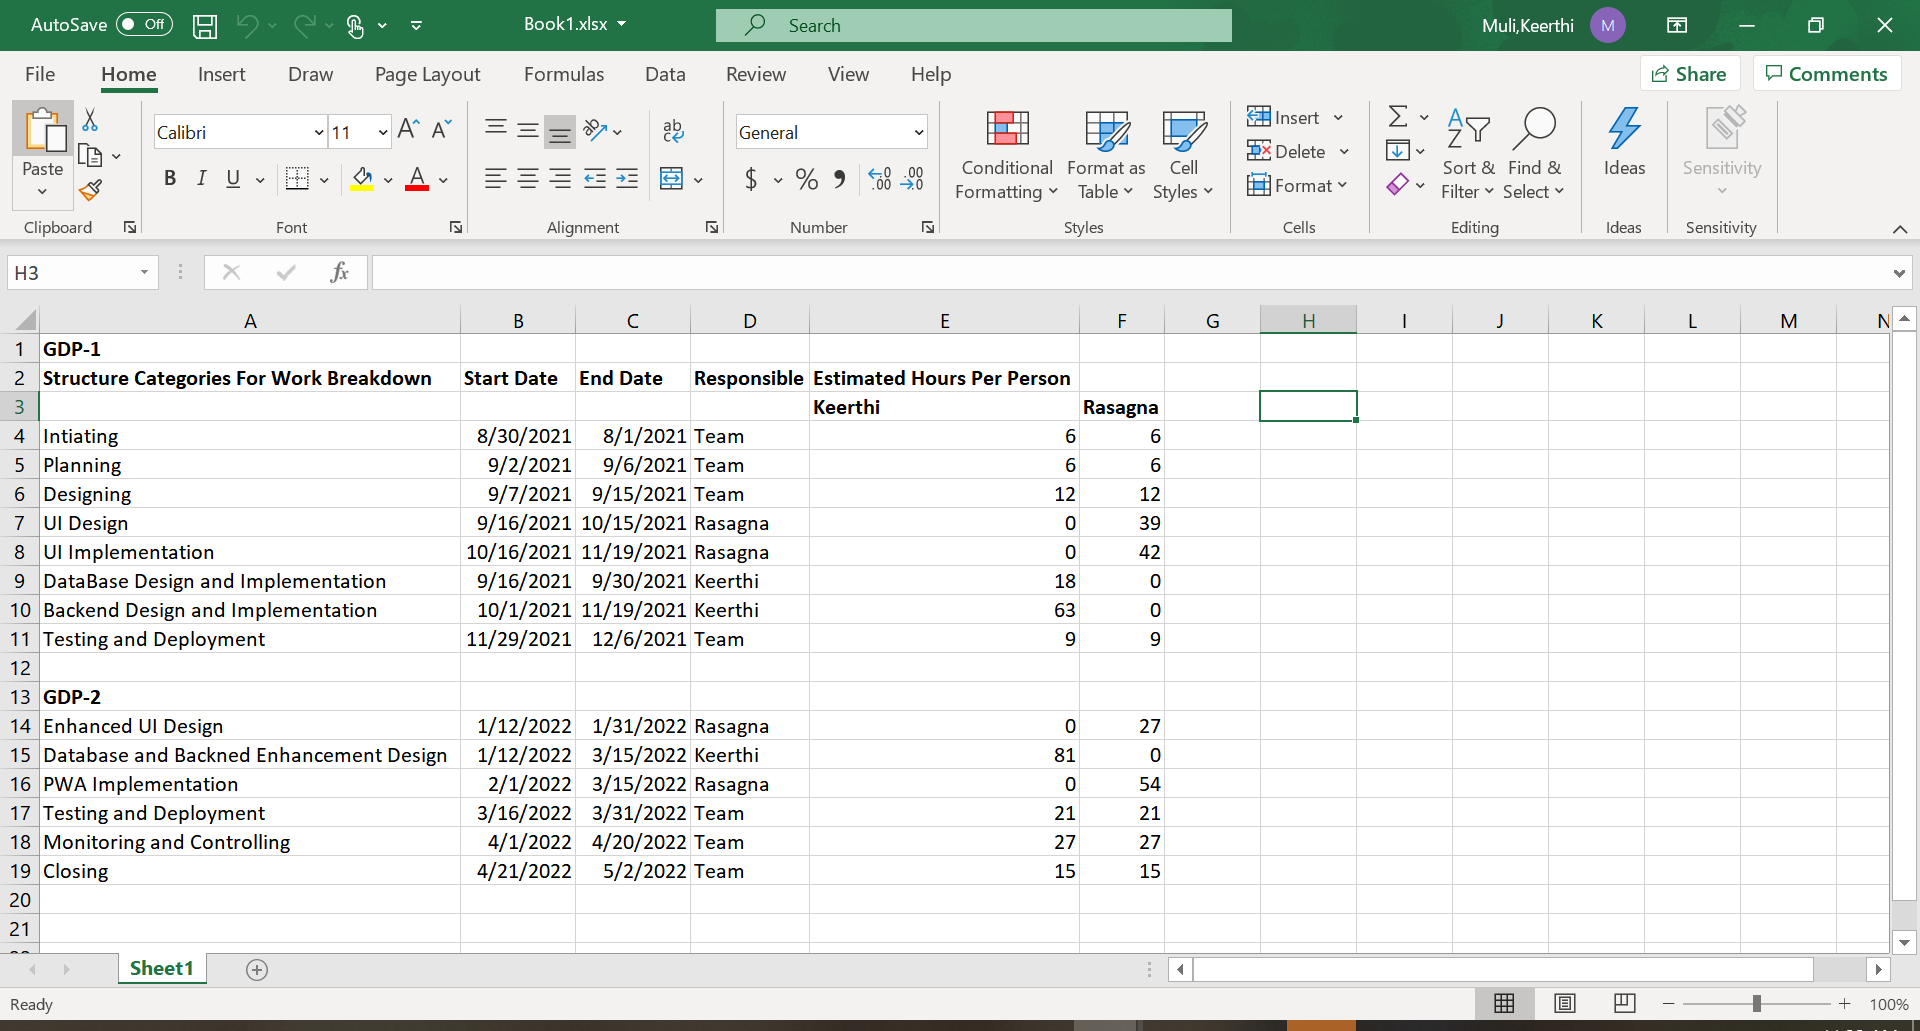 AutoSave Off Book1.xlsx Search Muli,Keerthi M
File Home Insert Draw Page Layout Formulas Data Review View Help Share Comments
Paste Calibri 11 General Conditional Formatting Format as Table Cell Styles Insert Delete Format Sort & Filter Find & Select Ideas Sensitivity
Clipboard Font Alignment Number Styles Cells Editing Ideas Sensitivity
H3 fx
A B C D E F G H I J K L M N
1 GDP-1
2 Structure Categories For Work Breakdown Start Date End Date Responsible Estimated Hours Per Person
3 Keerthi Rasagna
4 Intiating 8/30/2021 8/1/2021 Team 6 6
5 Planning 9/2/2021 9/6/2021 Team 6 6
6 Designing 9/7/2021 9/15/2021 Team 12 12
7 UI Design 9/16/2021 10/15/2021 Rasagna 0 39
8 UI Implementation 10/16/2021 11/19/2021 Rasagna 0 42
9 DataBase Design and Implementation 9/16/2021 9/30/2021 Keerthi 18 0
10 Backend Design and Implementation 10/1/2021 11/19/2021 Keerthi 63 0
11 Testing and Deployment 11/29/2021 12/6/2021 Team 9 9
12
13 GDP-2
14 Enhanced UI Design 1/12/2022 1/31/2022 Rasagna 0 27
15 Database and Backned Enhancement Design 1/12/2022 3/15/2022 Keerthi 81 0
16 PWA Implementation 2/1/2022 3/15/2022 Rasagna 0 54
17 Testing and Deployment 3/16/2022 3/31/2022 Team 21 21
18 Monitoring and Controlling 4/1/2022 4/20/2022 Team 27 27
19 Closing 4/21/2022 5/2/2022 Team 15 15
20
21
Sheet1
Ready 100%